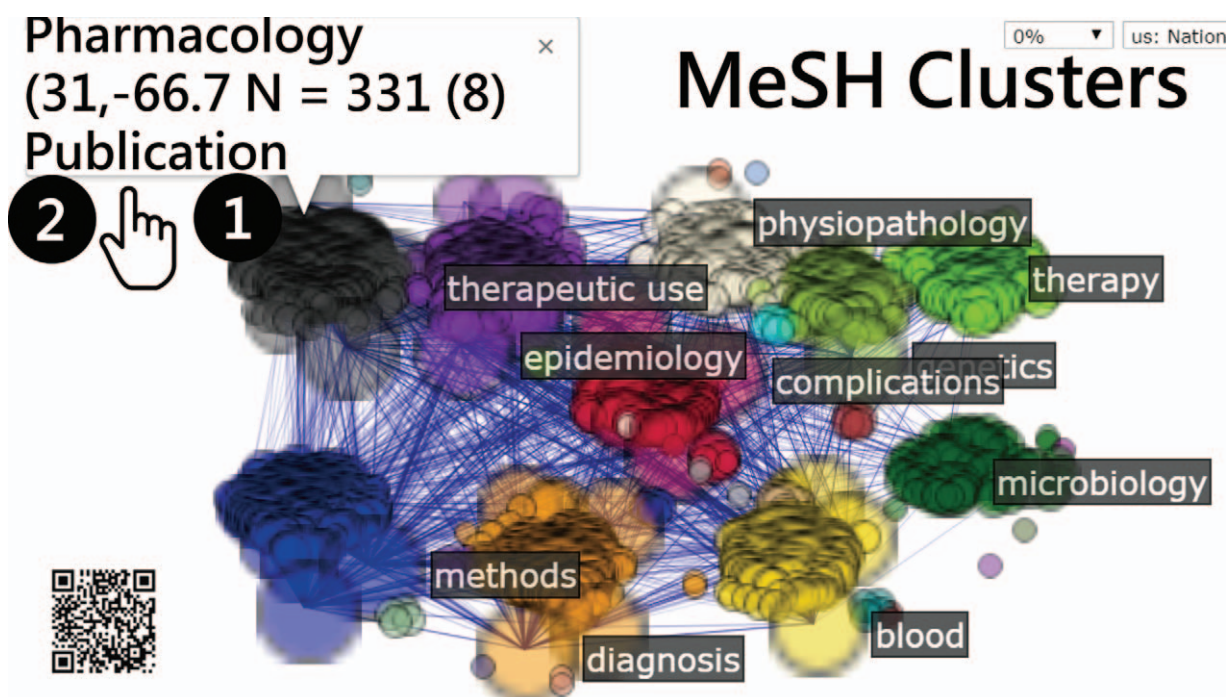 Pharmacology
(31,-66.7 N = 331 (8)
Publication
×
0% ▼
us: Nation
MeSH Clusters
2
1
physiopathology
therapy
therapeutic use
epidemiology
genetics
complications
microbiology
methods
blood
diagnosis